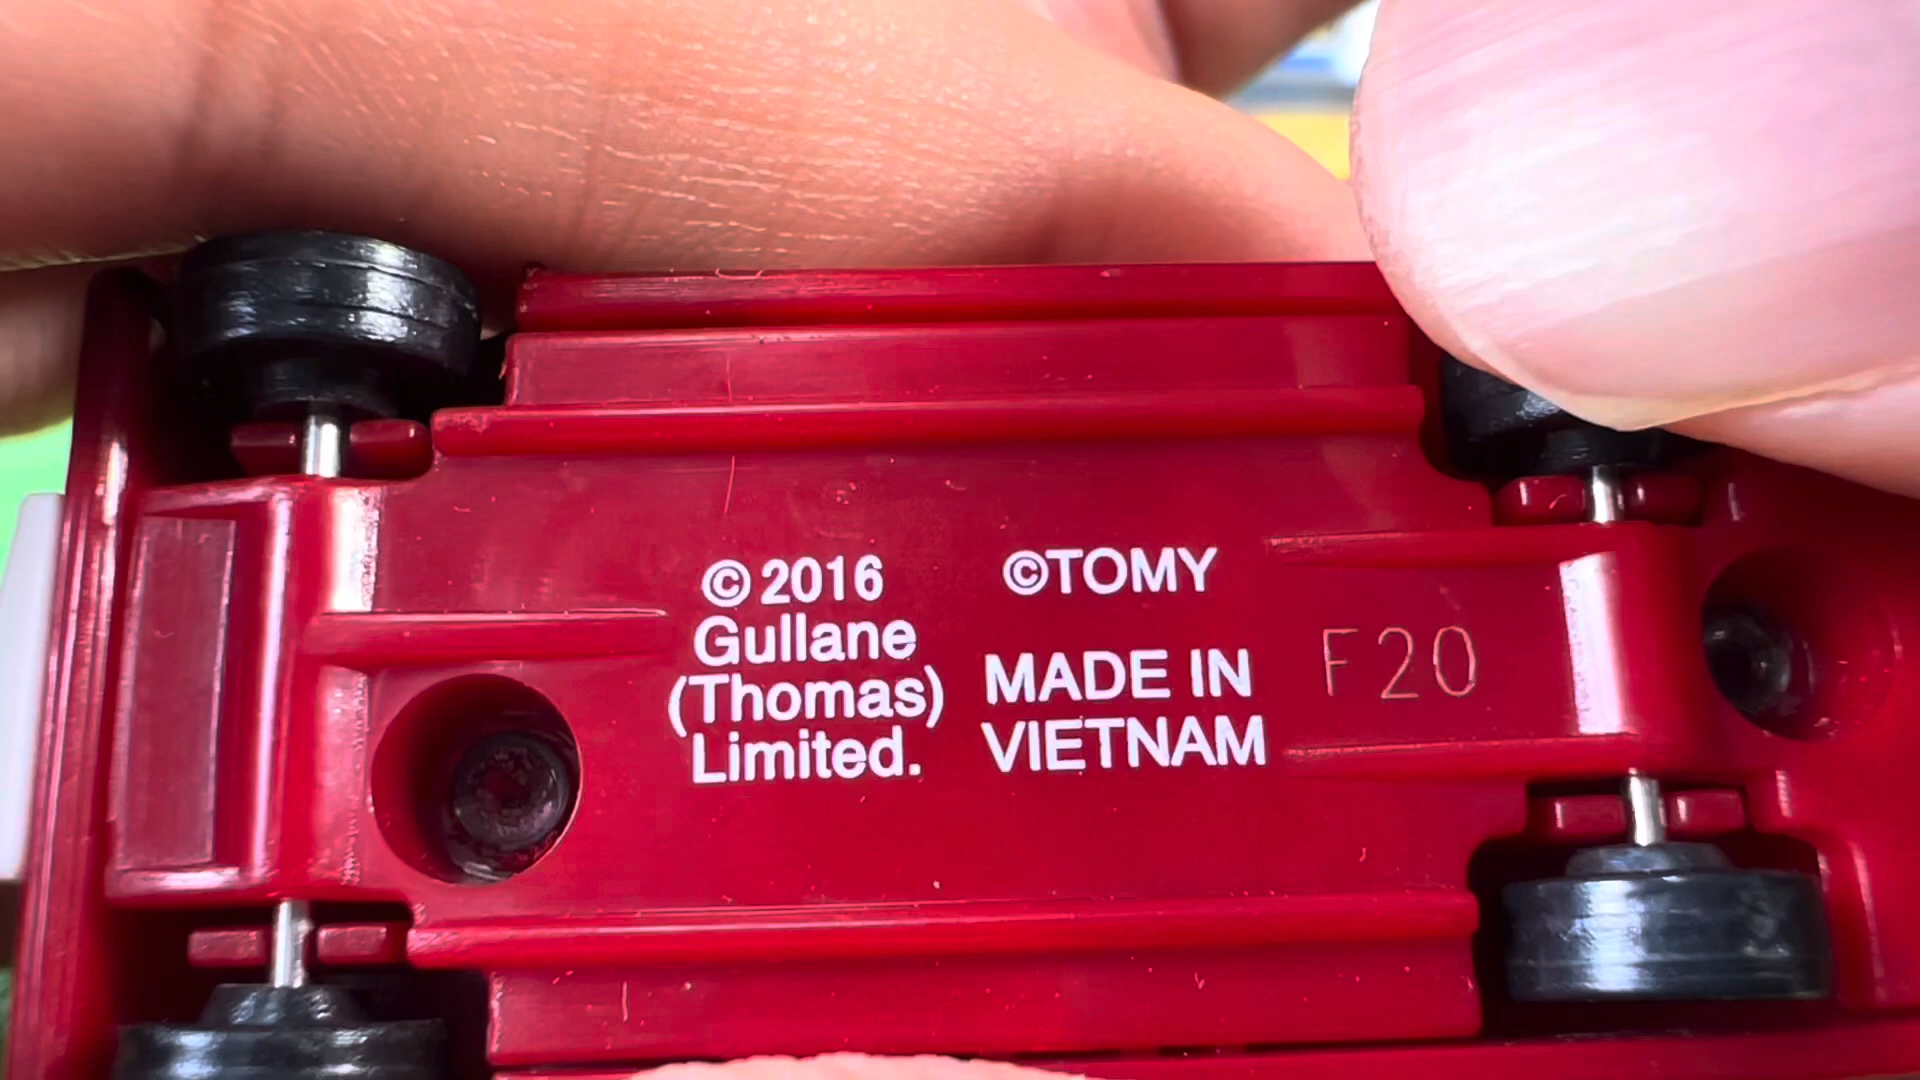 © 2016
Gullane
(Thomas)
Limited.
©TOMY
MADE IN
VIETNAM
F20